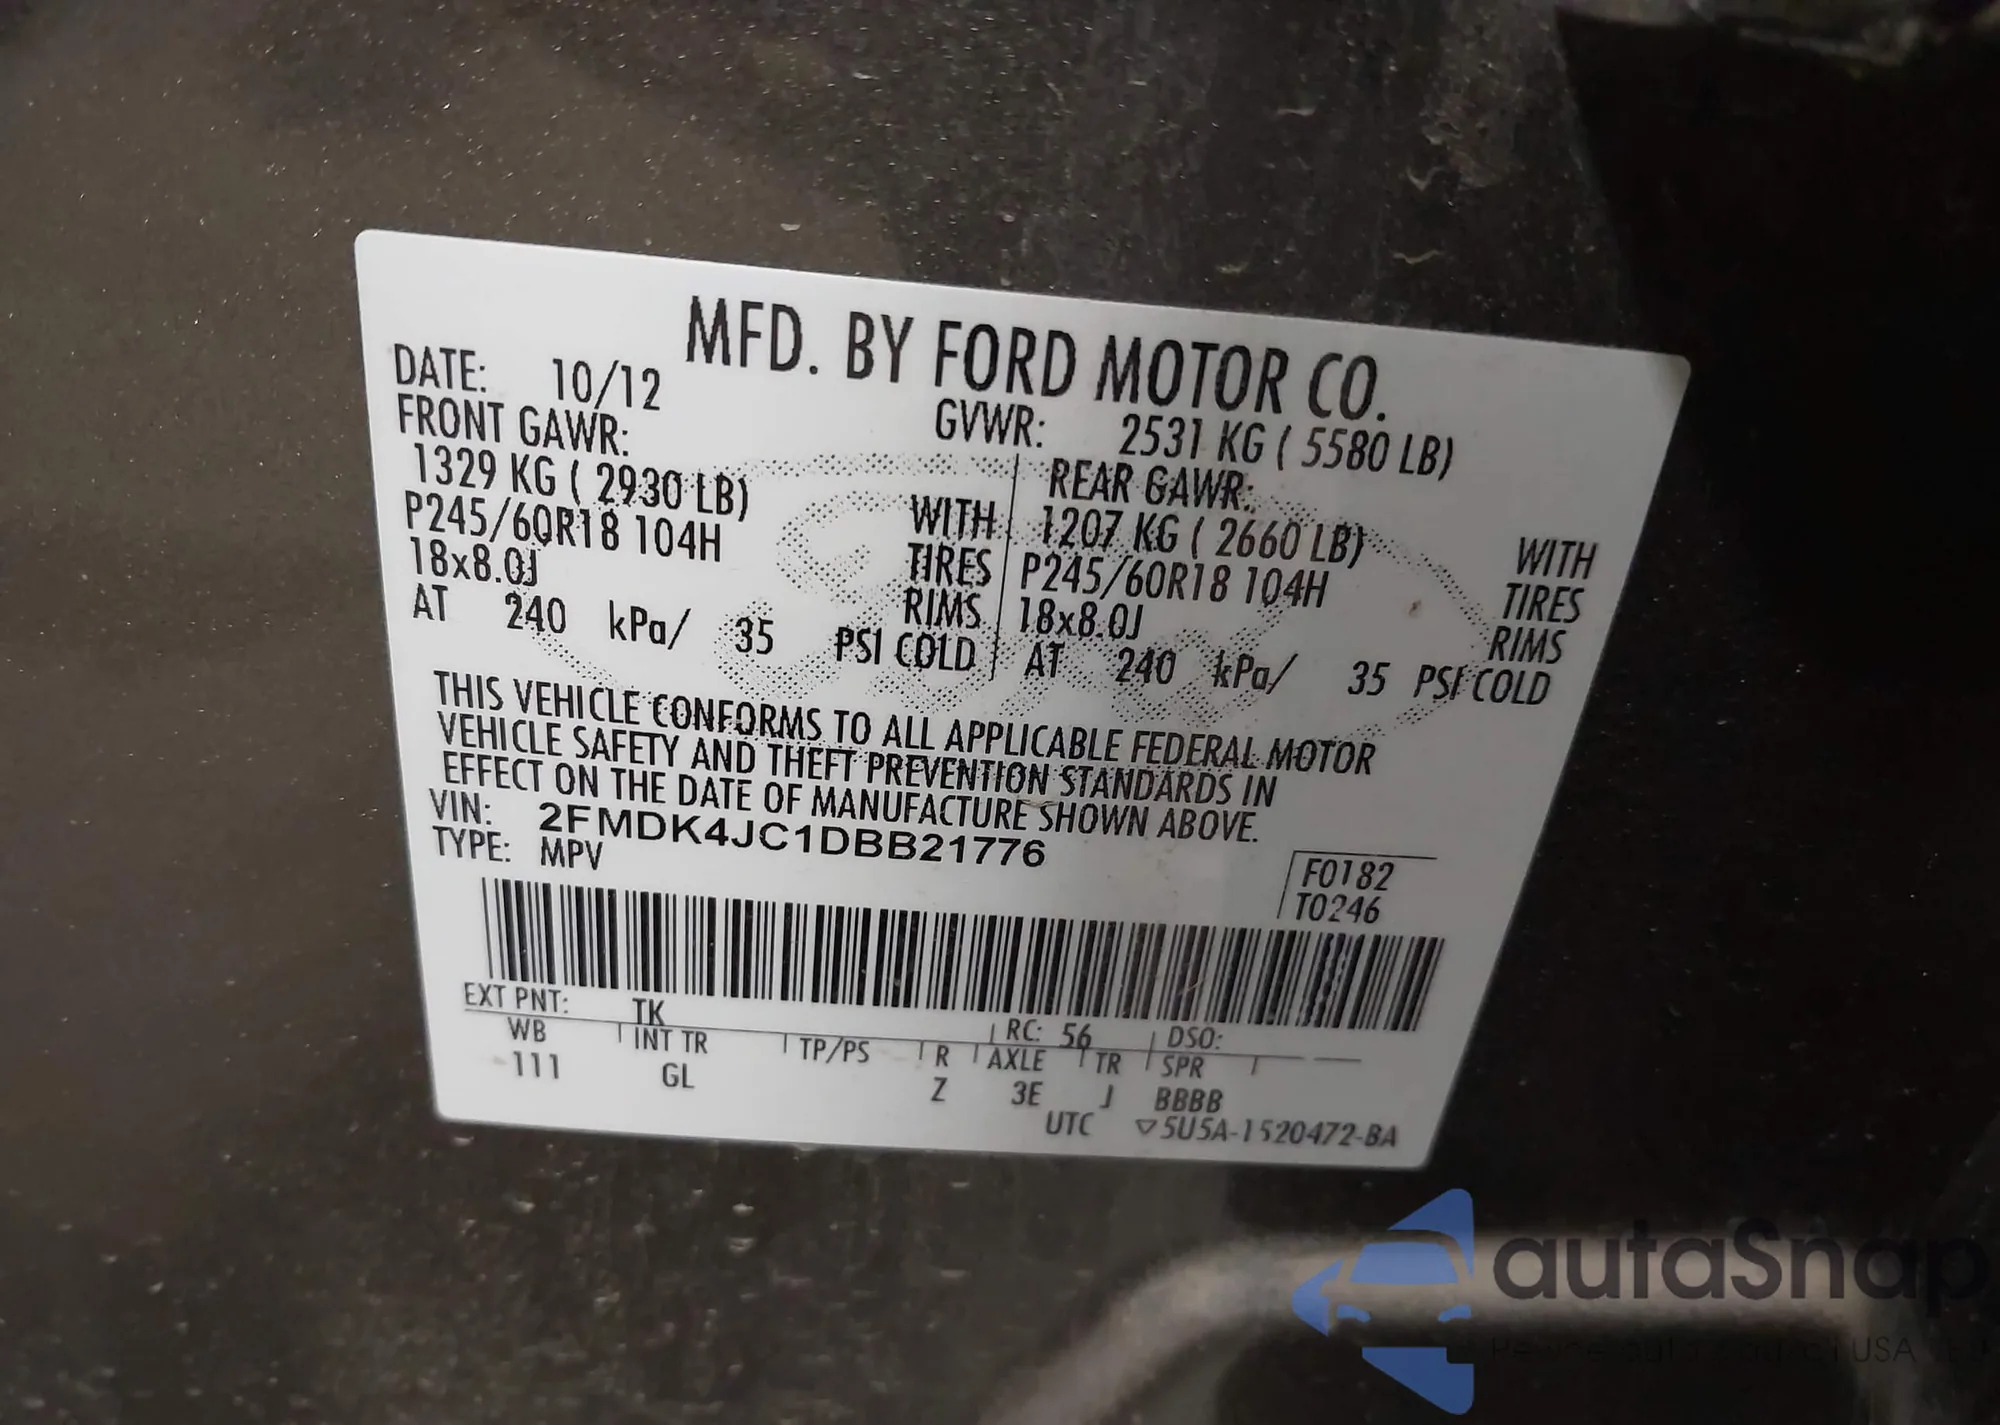 MFD. BY FORD MOTOR CO.
DATE: 10/12 GVWR: 2531 KG ( 5580 LB)
FRONT GAWR: REAR GAWR:
1329 KG ( 2930 LB) WITH 1207 KG ( 2660 LB) WITH
P245/60R18 104H TIRES P245/60R18 104H TIRES
18x8.0J RIMS 18x8.0J RIMS
AT 240 kPa/ 35 PSI COLD AT 240 kPa/ 35 PSI COLD
THIS VEHICLE CONFORMS TO ALL APPLICABLE FEDERAL MOTOR
VEHICLE SAFETY AND THEFT PREVENTION STANDARDS IN
EFFECT ON THE DATE OF MANUFACTURE SHOWN ABOVE.
VIN: 2FMDK4JC1DBB21776
TYPE: MPV
F0182
T0246
EXT PNT: TK RC: 56 DSO:
WB INT TR TP/PS R AXLE TR SPR
111 GL Z 3E J BBBB
UTC ▽5U5A-1520472-BA
autaSnap
USA